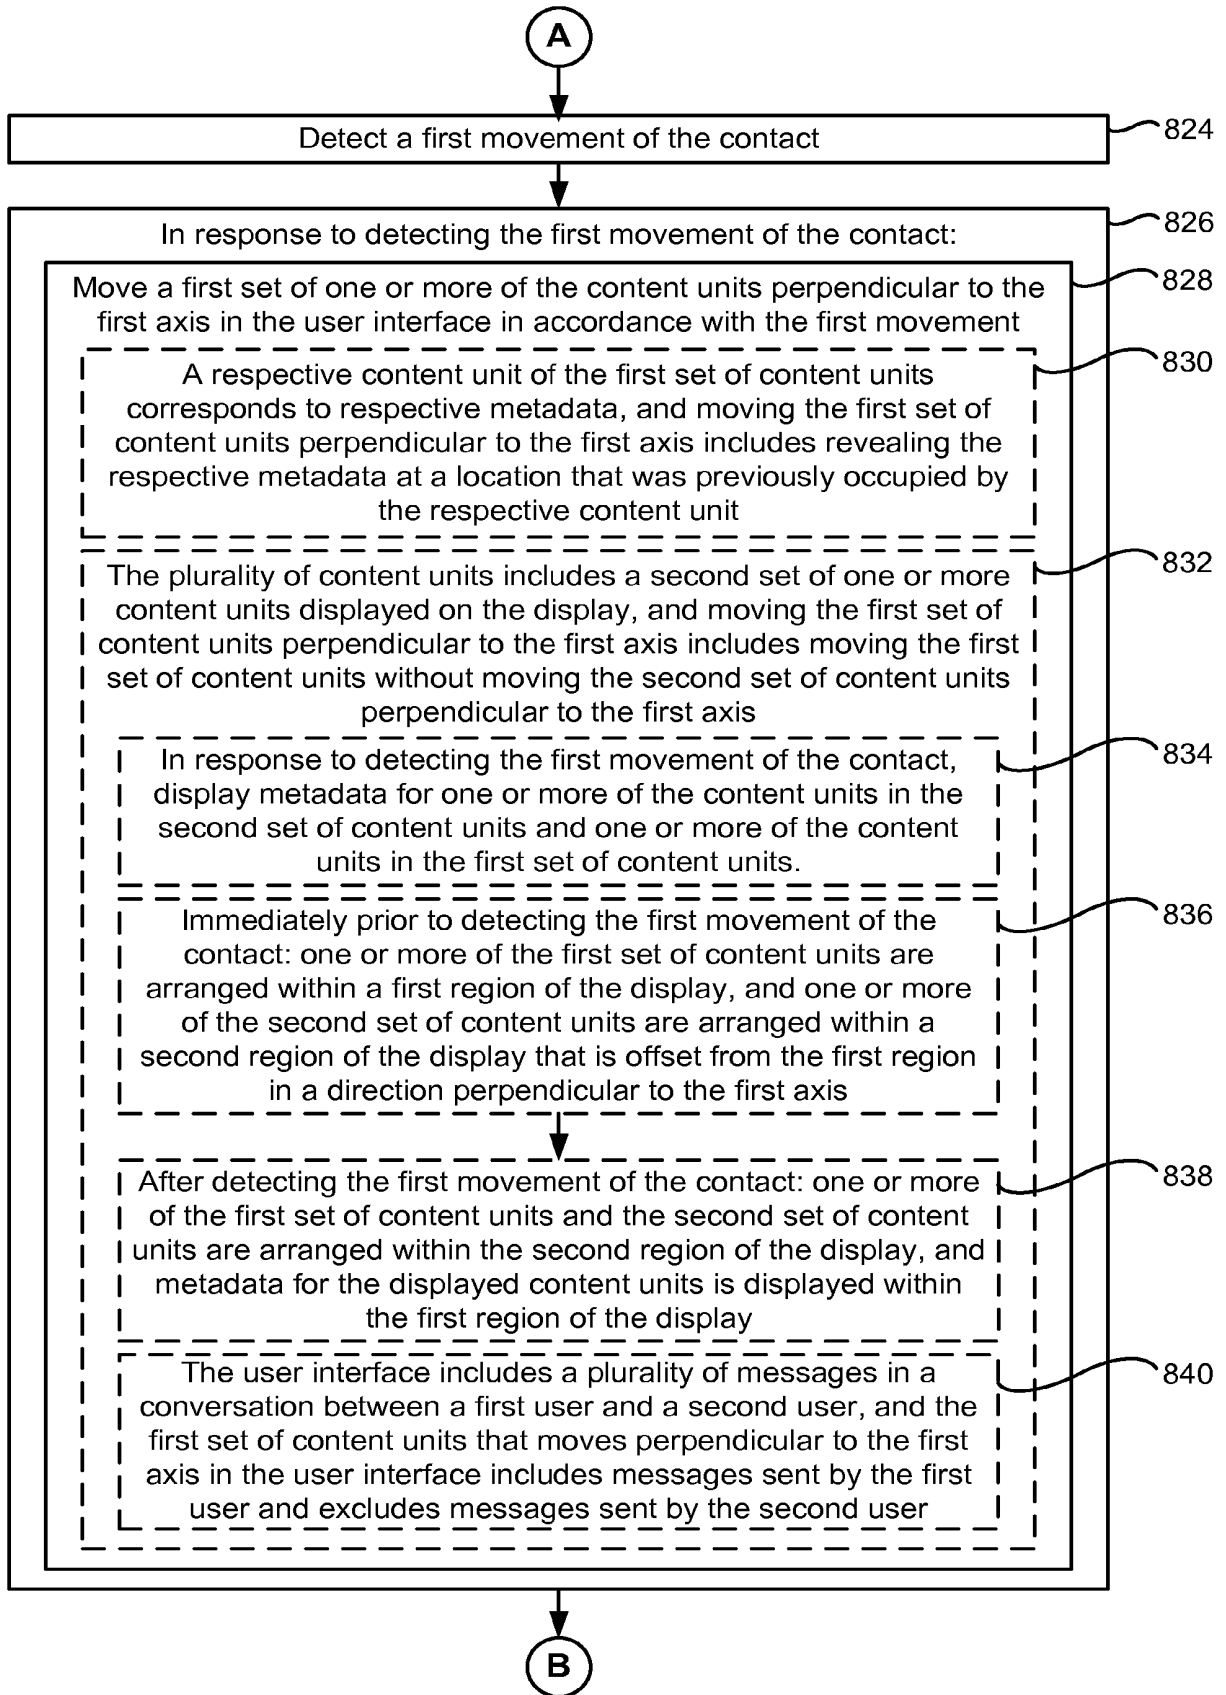 A
Detect a first movement of the contact
824
826
In response to detecting the first movement of the contact:
828
Move a first set of one or more of the content units perpendicular to the
first axis in the user interface in accordance with the first movement
830
A respective content unit of the first set of content units
corresponds to respective metadata, and moving the first set of
content units perpendicular to the first axis includes revealing the
respective metadata at a location that was previously occupied by
the respective content unit
832
The plurality of content units includes a second set of one or more
content units displayed on the display, and moving the first set of
content units perpendicular to the first axis includes moving the first
set of content units without moving the second set of content units
perpendicular to the first axis
834
In response to detecting the first movement of the contact,
display metadata for one or more of the content units in the
second set of content units and one or more of the content
units in the first set of content units.
836
Immediately prior to detecting the first movement of the
contact: one or more of the first set of content units are
arranged within a first region of the display, and one or more
of the second set of content units are arranged within a
second region of the display that is offset from the first region
in a direction perpendicular to the first axis
838
After detecting the first movement of the contact: one or more
of the first set of content units and the second set of content
units are arranged within the second region of the display, and
metadata for the displayed content units is displayed within
the first region of the display
840
The user interface includes a plurality of messages in a
conversation between a first user and a second user, and the
first set of content units that moves perpendicular to the first
axis in the user interface includes messages sent by the first
user and excludes messages sent by the second user
B